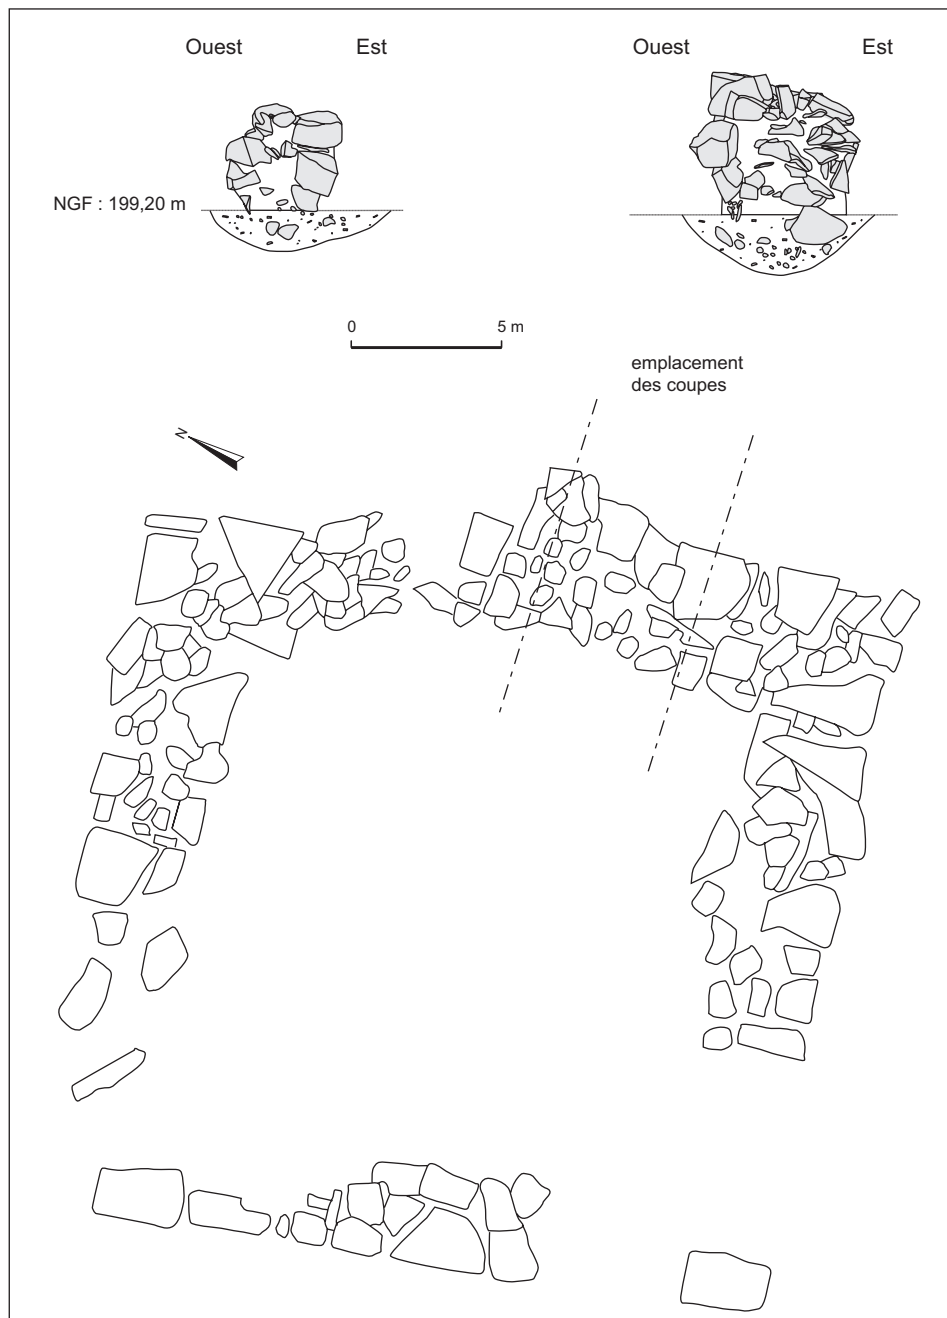 Ouest Est Ouest Est
NGF : 199,20 m
0 5 m
emplacement
des coupes
N